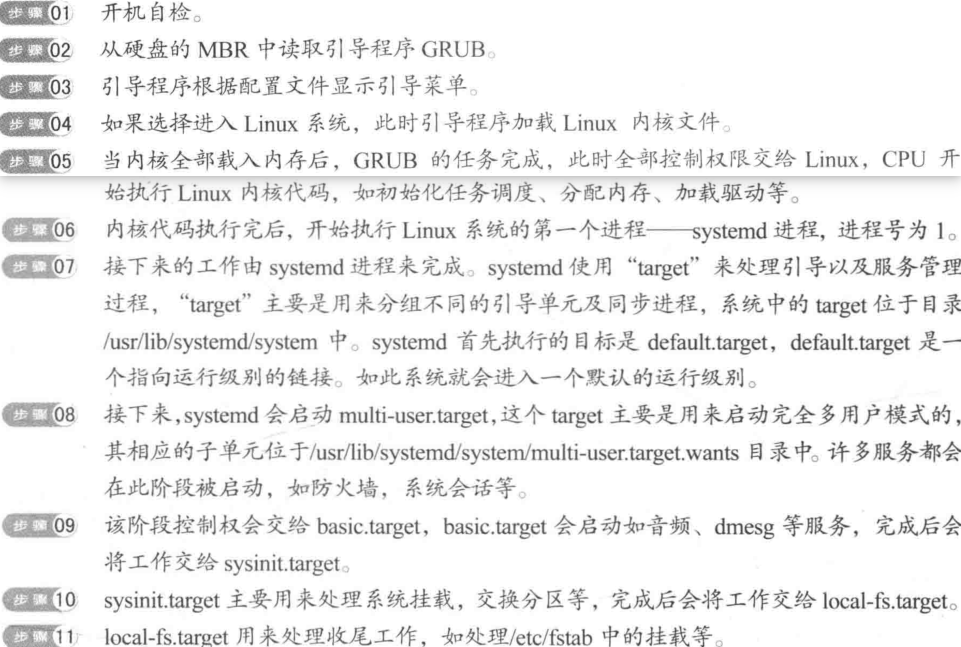 步骤01 开机自检。
步骤02 从硬盘的 MBR 中读取引导程序 GRUB。
步骤03 引导程序根据配置文件显示引导菜单。
步骤04 如果选择进入 Linux 系统，此时引导程序加载 Linux 内核文件。
步骤05 当内核全部载入内存后，GRUB 的任务完成，此时全部控制权限交给 Linux，CPU 开
始执行 Linux 内核代码，如初始化任务调度、分配内存、加载驱动等。
步骤06 内核代码执行完后，开始执行 Linux 系统的第一个进程——systemd 进程，进程号为 1。
步骤07 接下来的工作由 systemd 进程来完成。systemd 使用“target”来处理引导以及服务管理
过程，“target”主要是用来分组不同的引导单元及同步进程，系统中的 target 位于目录
/usr/lib/systemd/system 中。systemd 首先执行的目标是 default.target，default.target 是一
个指向运行级别的链接。如此系统就会进入一个默认的运行级别。
步骤08 接下来，systemd 会启动 multi-user.target，这个 target 主要是用来启动完全多用户模式的，
其相应的子单元位于/usr/lib/systemd/system/multi-user.target.wants 目录中。许多服务都会
在此阶段被启动，如防火墙，系统会话等。
步骤09 该阶段控制权会交给 basic.target，basic.target 会启动如音频、dmesg 等服务，完成后会
将工作交给 sysinit.target。
步骤10 sysinit.target 主要用来处理系统挂载，交换分区等，完成后会将工作交给 local-fs.target。
步骤11 local-fs.target 用来处理收尾工作，如处理/etc/fstab 中的挂载等。